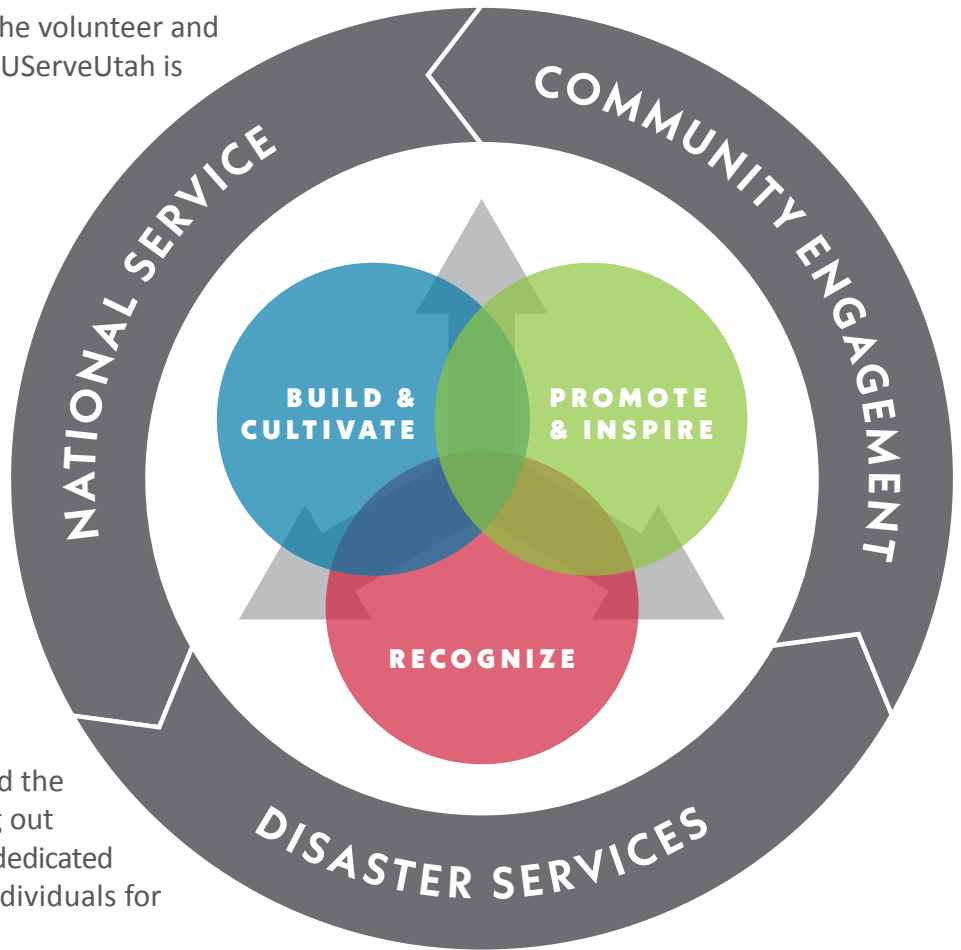 he volunteer and
UServeUtah is
NATIONAL SERVICE
COMMUNITY ENGAGEMENT
BUILD &
CULTIVATE
PROMOTE
& INSPIRE
RECOGNIZE
DISASTER SERVICES
d the
out
dedicated
dividuals for